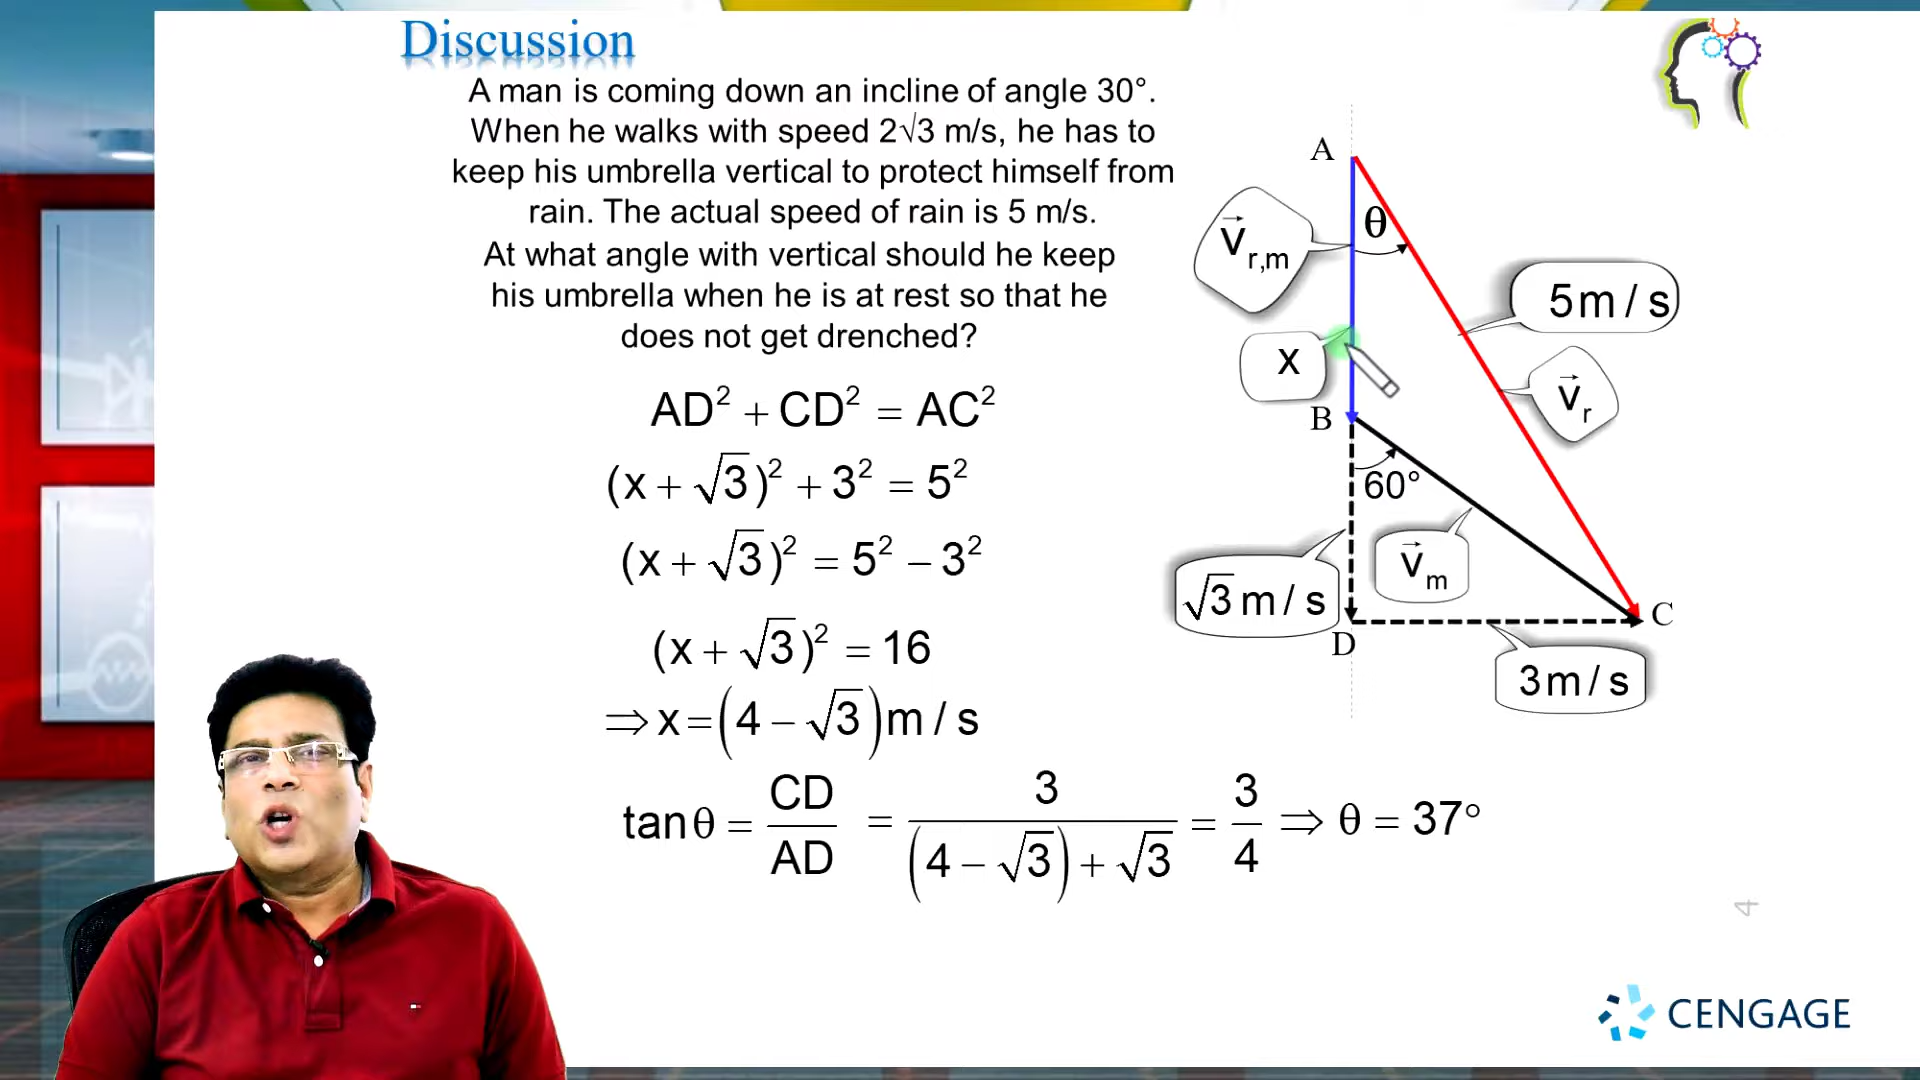 Discussion
A man is coming down an incline of angle 30°.
When he walks with speed 2√3 m/s, he has to
keep his umbrella vertical to protect himself from
rain. The actual speed of rain is 5 m/s.
At what angle with vertical should he keep
his umbrella when he is at rest so that he
does not get drenched?
AD² + CD² = AC²
(x + √3)² + 3² = 5²
(x + √3)² = 5² − 3²
(x + √3)² = 16
⇒ x = (4 − √3) m / s
tan θ = CD/AD = 3/((4 − √3) + √3) = 3/4 ⇒ θ = 37°
A
θ
v⃗r,m
5 m / s
x
v⃗r
B
60°
√3 m / s
v⃗m
C
D
3 m / s
4
CENGAGE